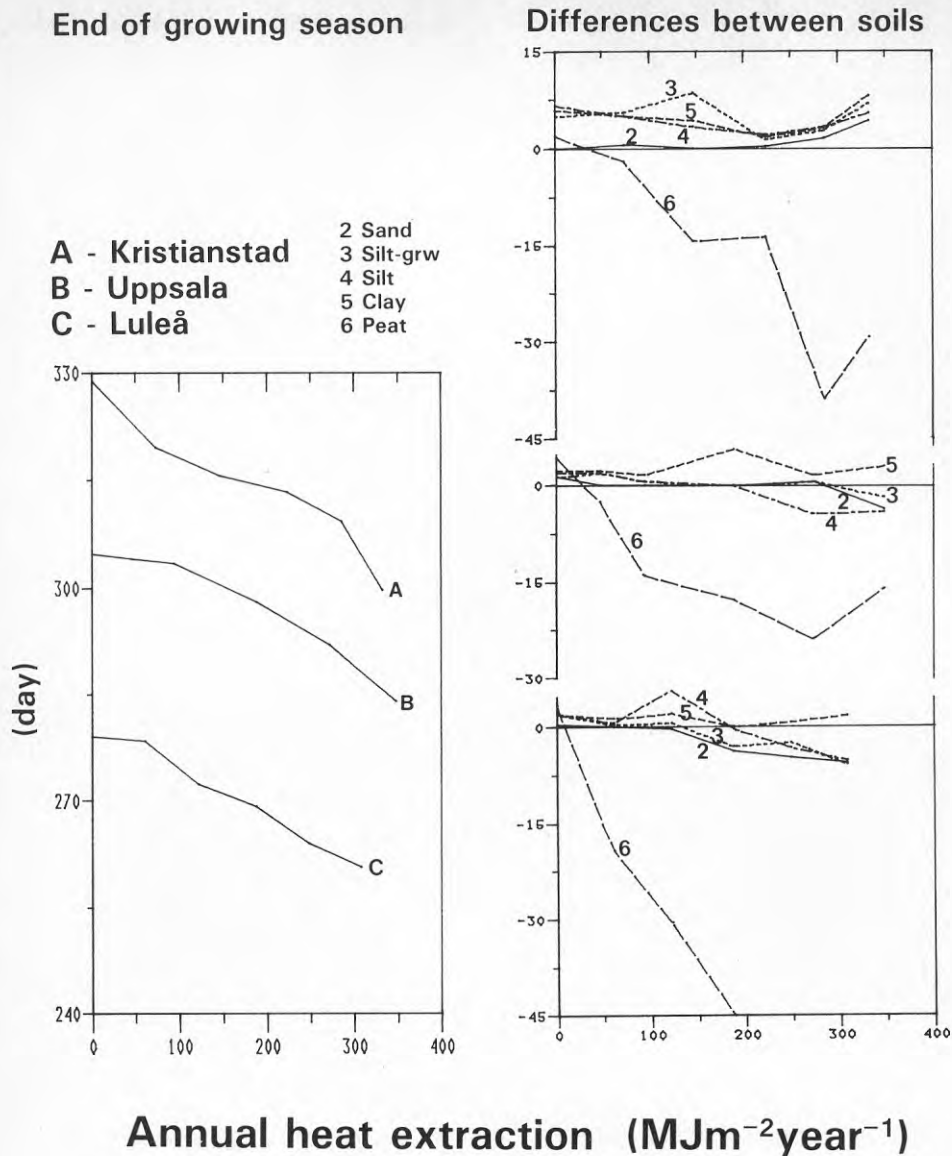 End of growing season
Differences between soils
A - Kristianstad
B - Uppsala
C - Luleå
2 Sand
3 Silt-grw
4 Silt
5 Clay
6 Peat
330
300
270
240
(day)
0 100 200 300 400
A
B
C
15
0
-15
-30
-45
3
5
4
2
6
0
-15
-30
5
3
2
4
6
0
-15
-30
-45
4
5
3
2
6
0 100 200 300 400
Annual heat extraction (MJm⁻²year⁻¹)